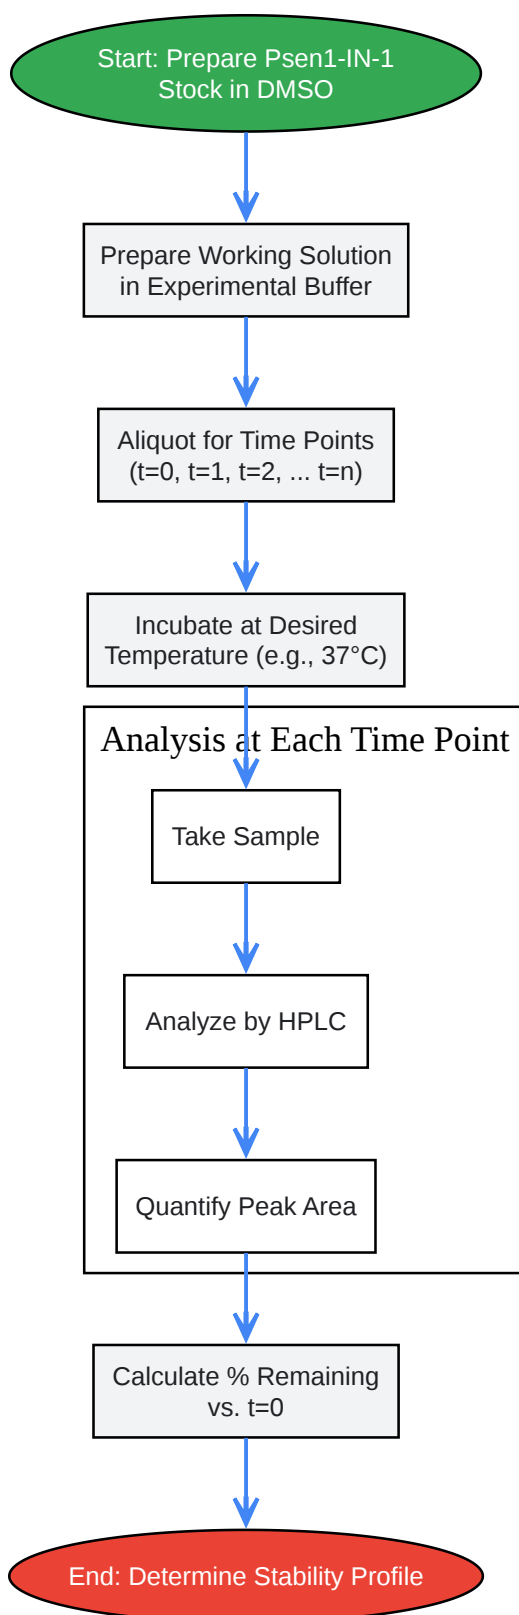 Start: Prepare Psen1-IN-1
Stock in DMSO
Prepare Working Solution
in Experimental Buffer
Aliquot for Time Points
(t=0, t=1, t=2, ... t=n)
Incubate at Desired
Temperature (e.g., 37°C)
Analysis at Each Time Point
Take Sample
Analyze by HPLC
Quantify Peak Area
Calculate % Remaining
vs. t=0
End: Determine Stability Profile